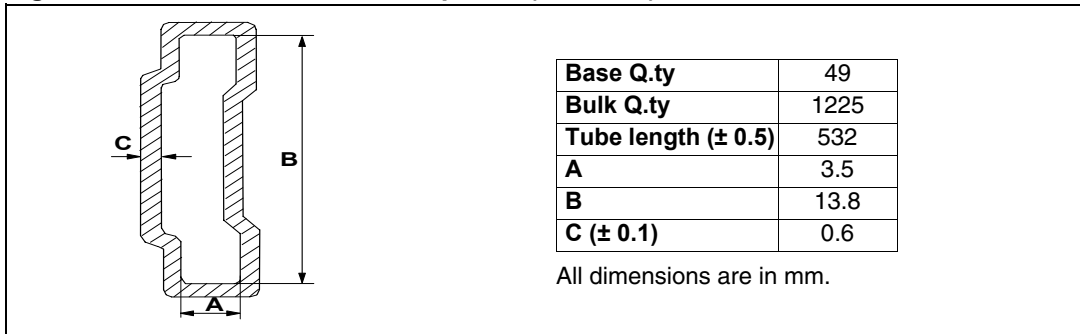 C
B
A
Base Q.ty 49
Bulk Q.ty 1225
Tube length (± 0.5) 532
A 3.5
B 13.8
C (± 0.1) 0.6
All dimensions are in mm.